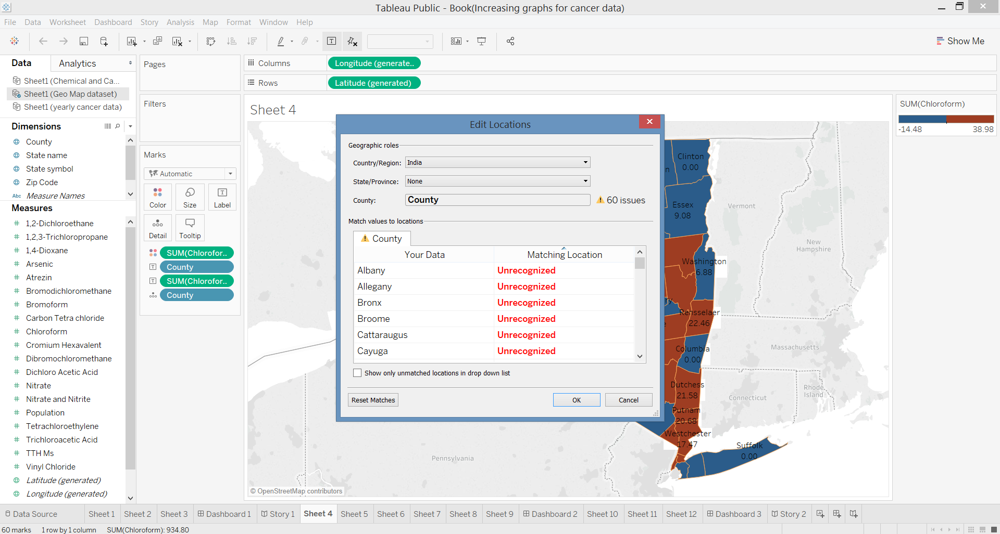 Tableau Public - Book(Increasing graphs for cancer data)
File Data Worksheet Dashboard Story Analysis Map Format Window Help
Show Me
Data Analytics
Sheet1 (Chemical and Ca...
Sheet1 (Geo Map dataset)
Sheet1 (yearly cancer data)
Dimensions
County
State name
State symbol
Zip Code
Abc Measure Names
Measures
1,2-Dichloroethane
1,2,3-Trichloropropane
1,4-Dioxane
Arsenic
Atrezin
Bromodichloromethane
Bromoform
Carbon Tetra chloride
Chloroform
Cromium Hexavalent
Dibromochloromethane
Dichloro Acetic Acid
Nitrate
Nitrate and Nitrite
Population
Tetrachloroethylene
Trichloroacetic Acid
TTH Ms
Vinyl Chloride
Latitude (generated)
Longitude (generated)
Pages
Filters
Marks
Automatic
Color Size Label
Detail Tooltip
SUM(Chlorofor..
County
SUM(Chlorofor..
County
Columns Longitude (generate..
Rows Latitude (generated)
Sheet 4
Edit Locations
Geographic roles
Country/Region: India
State/Province: None
County: County 60 issues
Match values to locations
County
Your Data Matching Location
Albany Unrecognized
Allegany Unrecognized
Bronx Unrecognized
Broome Unrecognized
Cattaraugus Unrecognized
Cayuga Unrecognized
Show only unmatched locations in drop down list
Reset Matches OK Cancel
Clinton
0.00
n
Essex
9.08
Vermont
New
Hampshire
Washington
6.88
ry
Rensselaer
22.46
e
Columbia
0.00
Massachusetts
Dutchess
21.58
Connecticut
Rhode
Island
Putnam
20.68
Westchester
17.47
Suffolk
0.00
Pennsylvania
© OpenStreetMap contributors
SUM(Chloroform)
-14.48 38.98
Data Source Sheet 1 Sheet 2 Sheet 3 Dashboard 1 Story 1 Sheet 4 Sheet 5 Sheet 6 Sheet 7 Sheet 8 Sheet 9 Dashboard 2 Sheet 10 Sheet 11 Sheet 12 Dashboard 3 Story 2
60 marks 1 row by 1 column SUM(Chloroform): 934.80